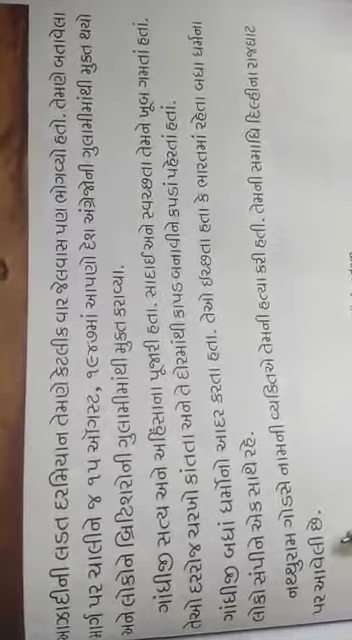 આઝાદીની લડત દરમિયાન તેમણે કેટલીક વાર જેલવાસ પણ ભોગવ્યો હતો. તેમણે બતાવેલા
માર્ગ પર ચાલીને જ ૧૫ ઑગસ્ટ, ૧૯૪૭માં આપણો દેશ અંગ્રેજોની ગુલામીમાંથી મુક્ત થયો
અને લોકોને બ્રિટિશરોની ગુલામીમાંથી મુક્ત કરાવ્યા.
ગાંધીજી સત્ય અને અહિંસાના પૂજારી હતા. સાદાઈ અને સ્વચ્છતા તેમને ખૂબ ગમતાં હતાં.
તેઓ દરરોજ ચરખો કાંતતા અને તે દોરમાંથી કાપડ બનાવીને કપડાં પહેરતાં હતાં.
ગાંધીજી બધાં ધર્મોનો આદર કરતા હતા. તેઓ ઈચ્છતા હતા કે ભારતમાં રહેતા બધા ધર્મના
લોકો સંપીને એક સાથે રહે.
નથ્થુરામ ગોડસે નામની વ્યક્તિએ તેમની હત્યા કરી હતી. તેમની સમાધિ દિલ્હીના રાજઘાટ
પર આવેલી છે.